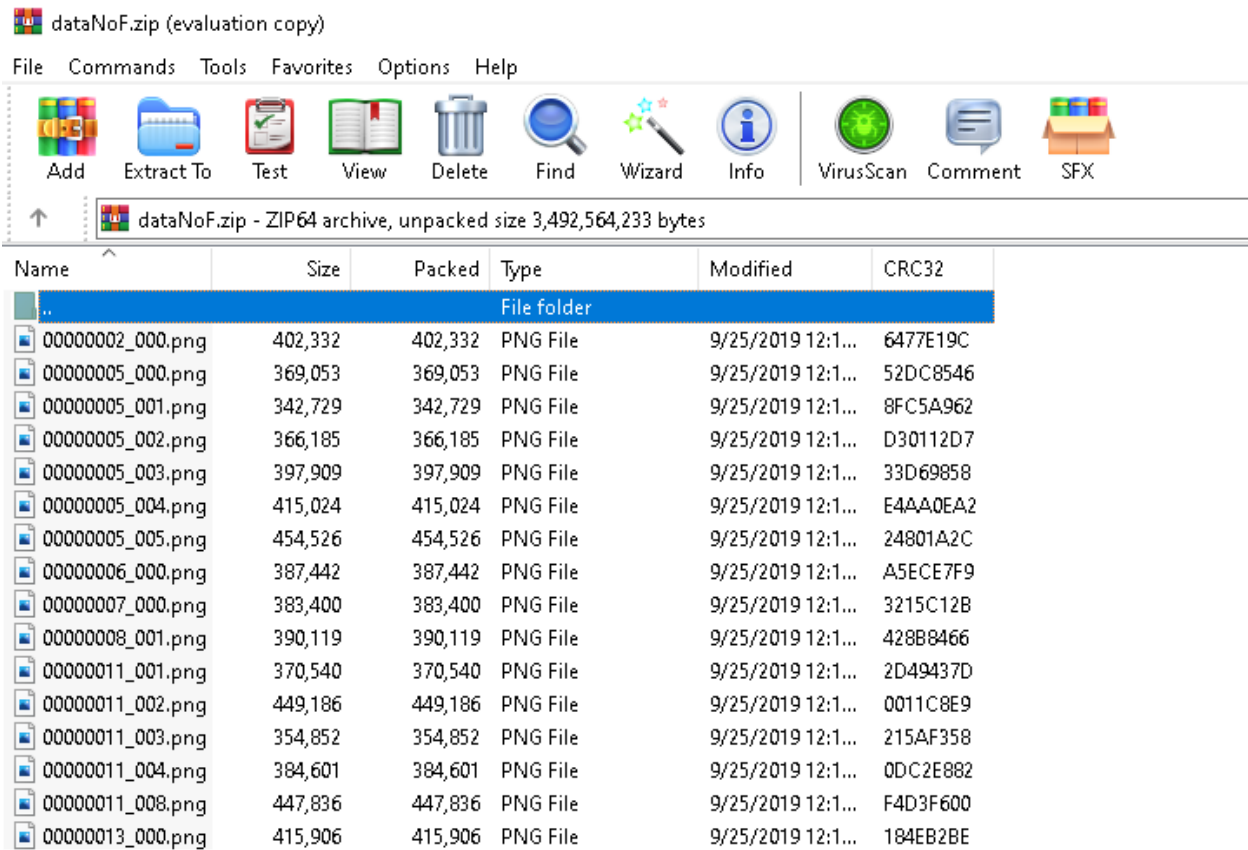 dataNoF.zip (evaluation copy)
File Commands Tools Favorites Options Help
Add Extract To Test View Delete Find Wizard Info VirusScan Comment SFX
dataNoF.zip - ZIP64 archive, unpacked size 3,492,564,233 bytes
Name Size Packed Type Modified CRC32
.. File folder
00000002_000.png 402,332 402,332 PNG File 9/25/2019 12:1... 6477E19C
00000005_000.png 369,053 369,053 PNG File 9/25/2019 12:1... 52DC8546
00000005_001.png 342,729 342,729 PNG File 9/25/2019 12:1... 8FC5A962
00000005_002.png 366,185 366,185 PNG File 9/25/2019 12:1... D30112D7
00000005_003.png 397,909 397,909 PNG File 9/25/2019 12:1... 33D69858
00000005_004.png 415,024 415,024 PNG File 9/25/2019 12:1... E4AA0EA2
00000005_005.png 454,526 454,526 PNG File 9/25/2019 12:1... 24801A2C
00000006_000.png 387,442 387,442 PNG File 9/25/2019 12:1... A5ECE7F9
00000007_000.png 383,400 383,400 PNG File 9/25/2019 12:1... 3215C12B
00000008_001.png 390,119 390,119 PNG File 9/25/2019 12:1... 428B8466
00000011_001.png 370,540 370,540 PNG File 9/25/2019 12:1... 2D49437D
00000011_002.png 449,186 449,186 PNG File 9/25/2019 12:1... 0011C8E9
00000011_003.png 354,852 354,852 PNG File 9/25/2019 12:1... 215AF358
00000011_004.png 384,601 384,601 PNG File 9/25/2019 12:1... 0DC2E882
00000011_008.png 447,836 447,836 PNG File 9/25/2019 12:1... F4D3F600
00000013_000.png 415,906 415,906 PNG File 9/25/2019 12:1... 184EB2BE